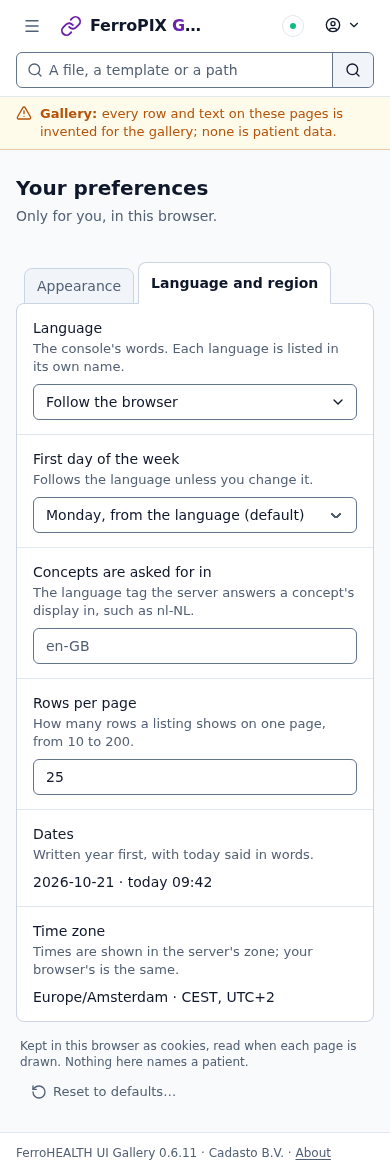 FerroPIX G…
A file, a template or a path
Gallery: every row and text on these pages is
invented for the gallery; none is patient data.
Your preferences
Only for you, in this browser.
Appearance
Language and region
Language
The console's words. Each language is listed in
its own name.
Follow the browser
First day of the week
Follows the language unless you change it.
Monday, from the language (default)
Concepts are asked for in
The language tag the server answers a concept's
display in, such as nl-NL.
en-GB
Rows per page
How many rows a listing shows on one page,
from 10 to 200.
25
Dates
Written year first, with today said in words.
2026-10-21 · today 09:42
Time zone
Times are shown in the server's zone; your
browser's is the same.
Europe/Amsterdam · CEST, UTC+2
Kept in this browser as cookies, read when each page is
drawn. Nothing here names a patient.
Reset to defaults…
FerroHEALTH UI Gallery 0.6.11 · Cadasto B.V. · About